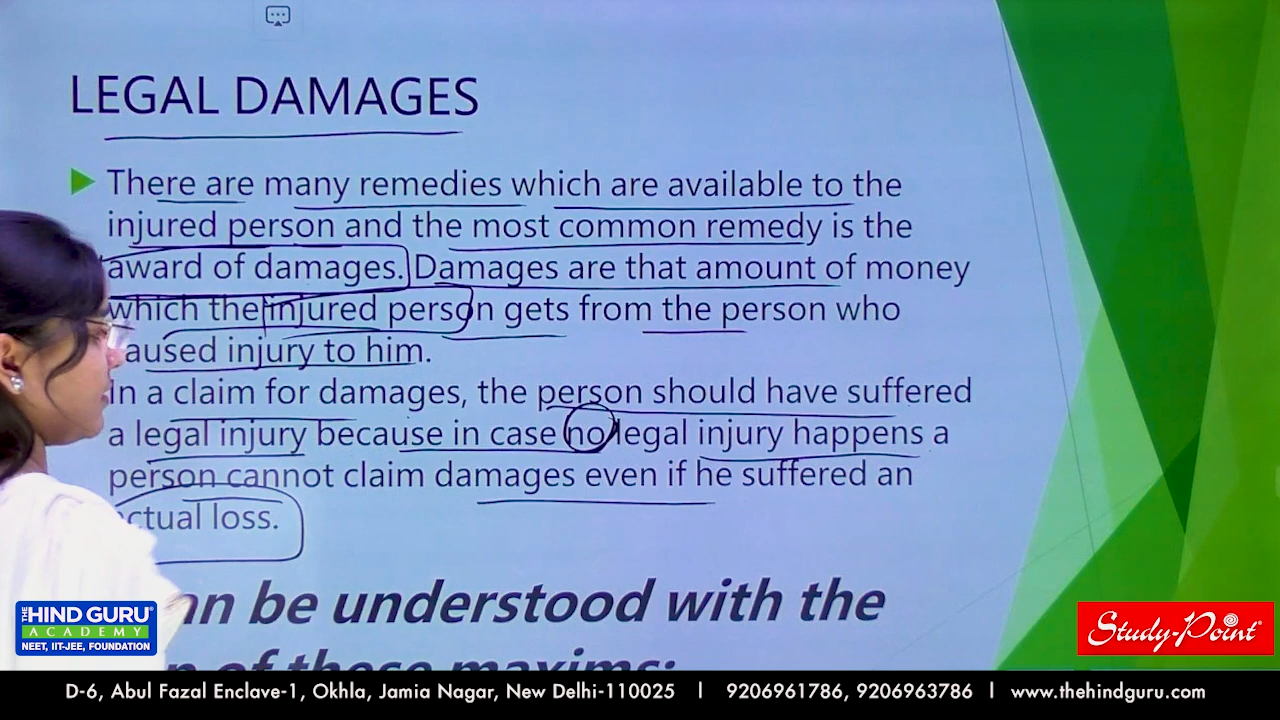 LEGAL DAMAGES
There are many remedies which are available to the
injured person and the most common remedy is the
award of damages. Damages are that amount of money
which the injured person gets from the person who
aused injury to him.
In a claim for damages, the person should have suffered
a legal injury because in case no legal injury happens a
person cannot claim damages even if he suffered an
ctual loss.
an be understood with the
of these maxims:
THE HIND GURU
ACADEMY
NEET, IIT-JEE, FOUNDATION
Study-Point
D-6, Abul Fazal Enclave-1, Okhla, Jamia Nagar, New Delhi-110025 | 9206961786, 9206963786 | www.thehindguru.com